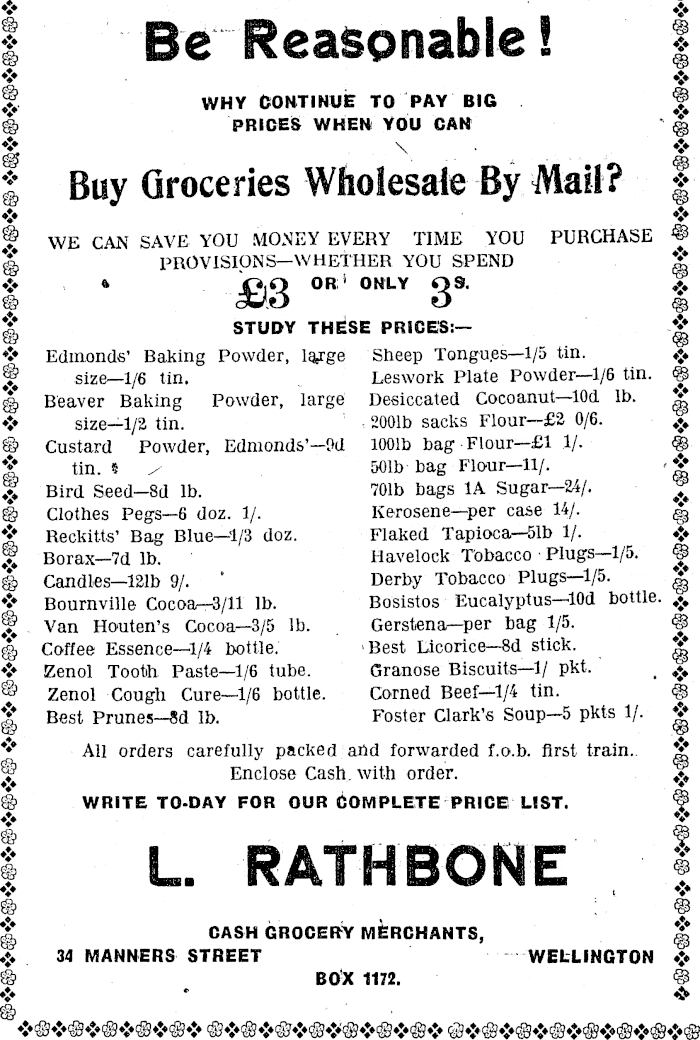 Be Reasonable!
WHY CONTINUE TO PAY BIG
PRICES WHEN YOU CAN
Buy Groceries Wholesale By Mail?
WE CAN SAVE YOU MONEY EVERY TIME YOU PURCHASE
PROVISIONS—WHETHER YOU SPEND
£3 OR ONLY 3s.
STUDY THESE PRICES:—
Edmonds' Baking Powder, large
size—1/6 tin.
Beaver Baking Powder, large
size—1/2 tin.
Custard Powder, Edmonds'—9d
tin.
Bird Seed—8d lb.
Clothes Pegs—6 doz. 1/.
Reckitts' Bag Blue—1/3 doz.
Borax—7d lb.
Candles—12lb 9/.
Bournville Cocoa—3/11 lb.
Van Houten's Cocoa—3/5 lb.
Coffee Essence—1/4 bottle.
Zenol Tooth Paste—1/6 tube.
Zenol Cough Cure—1/6 bottle.
Best Prunes—8d lb.
Sheep Tongues—1/5 tin.
Leswork Plate Powder—1/6 tin.
Desiccated Cocoanut—10d lb.
200lb sacks Flour—£2 0/6.
100lb bag Flour—£1 1/.
50lb bag Flour—11/.
70lb bags 1A Sugar—24/.
Kerosene—per case 14/.
Flaked Tapioca—5lb 1/.
Havelock Tobacco Plugs—1/5.
Derby Tobacco Plugs—1/5.
Bosistos Eucalyptus—10d bottle.
Gerstena—per bag 1/5.
Best Licorice—8d stick.
Granose Biscuits—1/ pkt.
Corned Beef—1/4 tin.
Foster Clark's Soup—5 pkts 1/.
All orders carefully packed and forwarded f.o.b. first train.
Enclose Cash with order.
WRITE TO-DAY FOR OUR COMPLETE PRICE LIST.
L. RATHBONE
CASH GROCERY MERCHANTS,
34 MANNERS STREET WELLINGTON
BOX 1172.